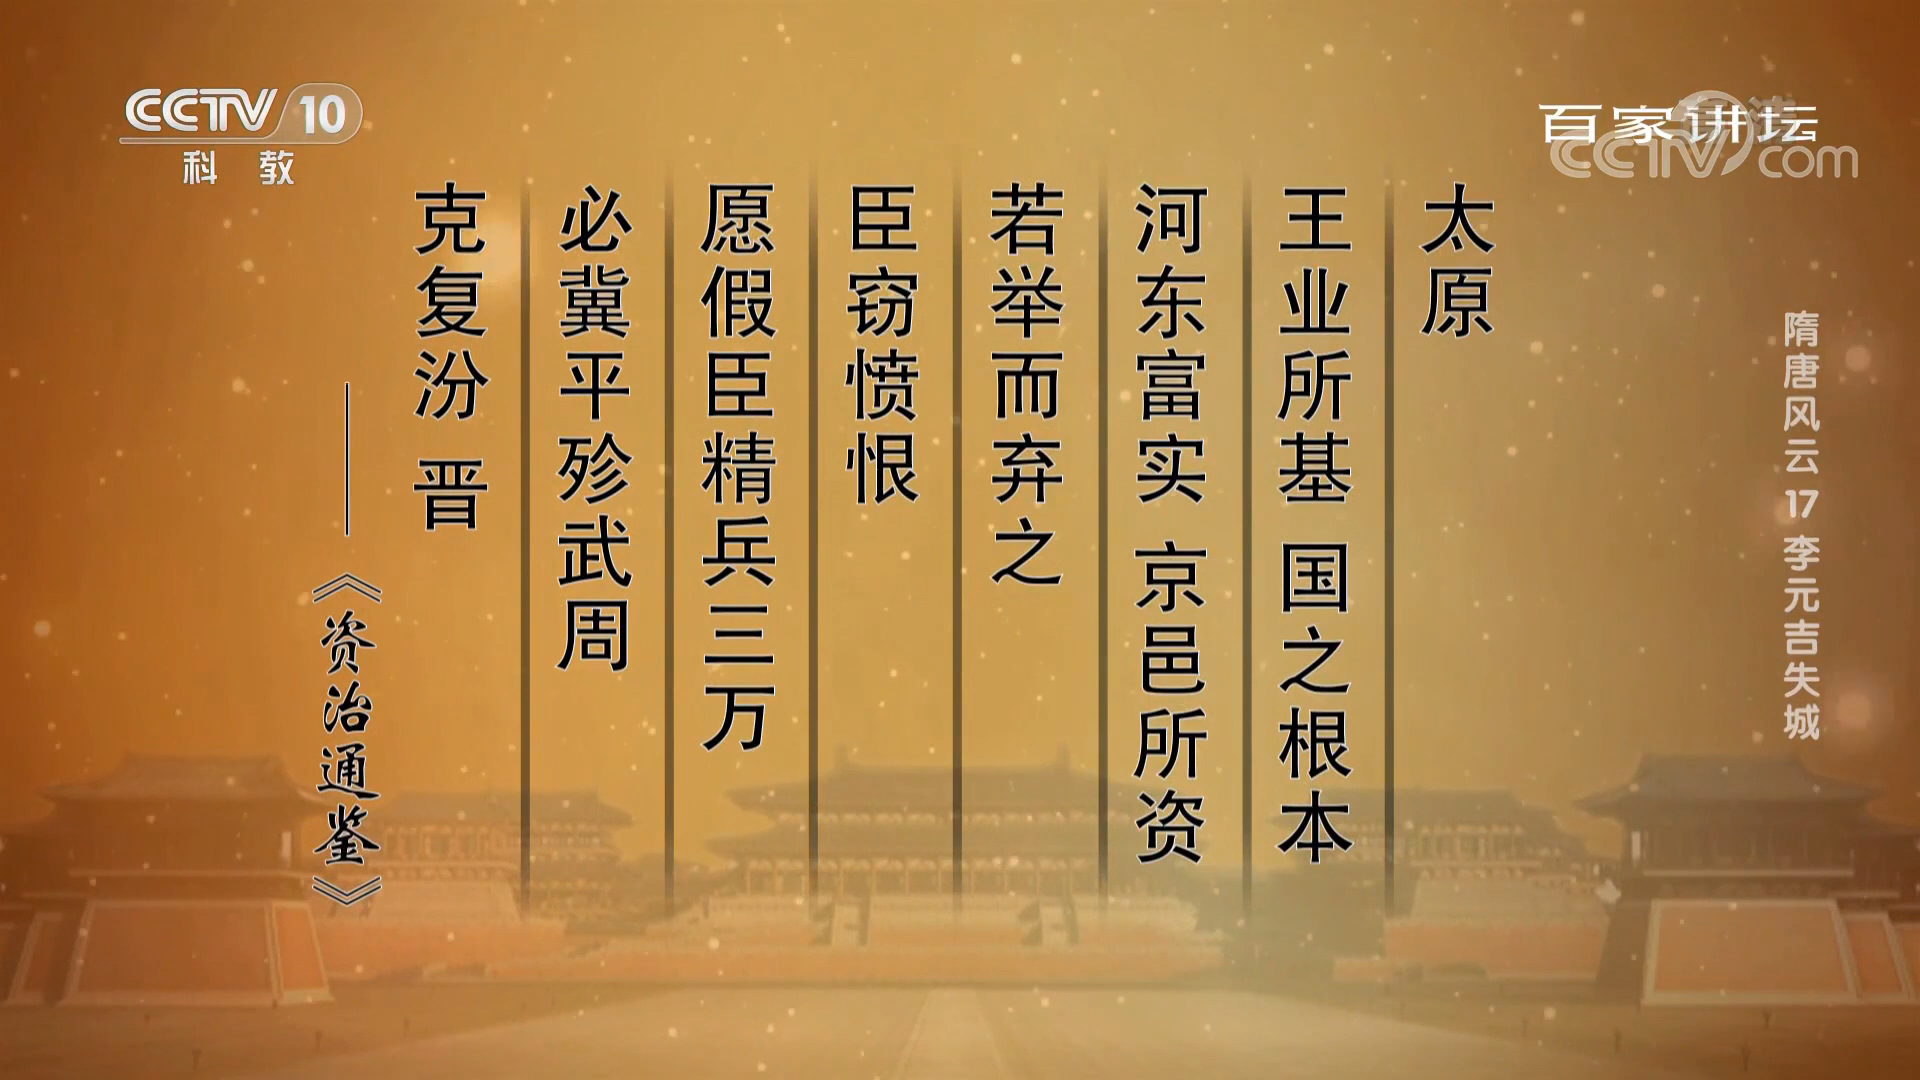 CCTV 10
科教
百家讲坛
CCTV com
太原
王业所基 国之根本
河东富实 京邑所资
若举而弃之
臣窃愤恨
愿假臣精兵三万
必冀平殄武周
克复汾 晋
——《资治通鉴》
隋唐风云 17 李元吉失城